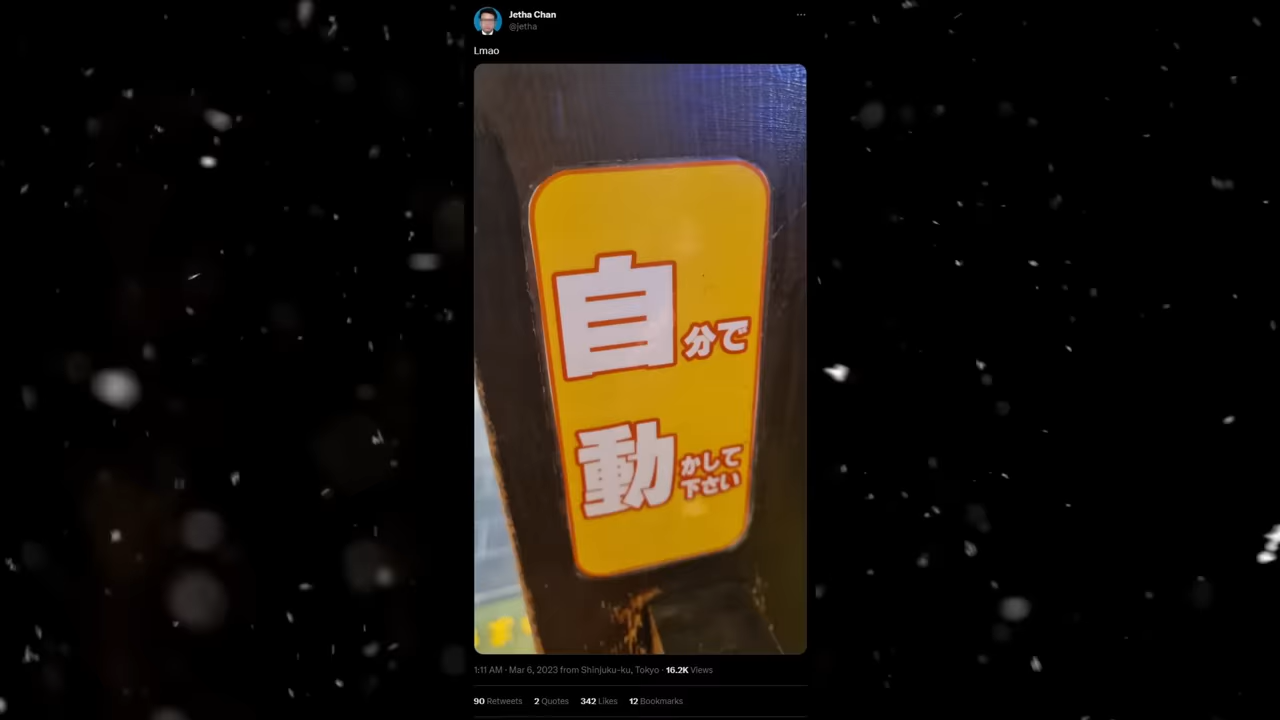 Jetha Chan
@jetha
Lmao
自分で
動かして
下さい
1:11 AM · Mar 6, 2023 from Shinjuku-ku, Tokyo · 16.2K Views
90 Retweets 2 Quotes 342 Likes 12 Bookmarks